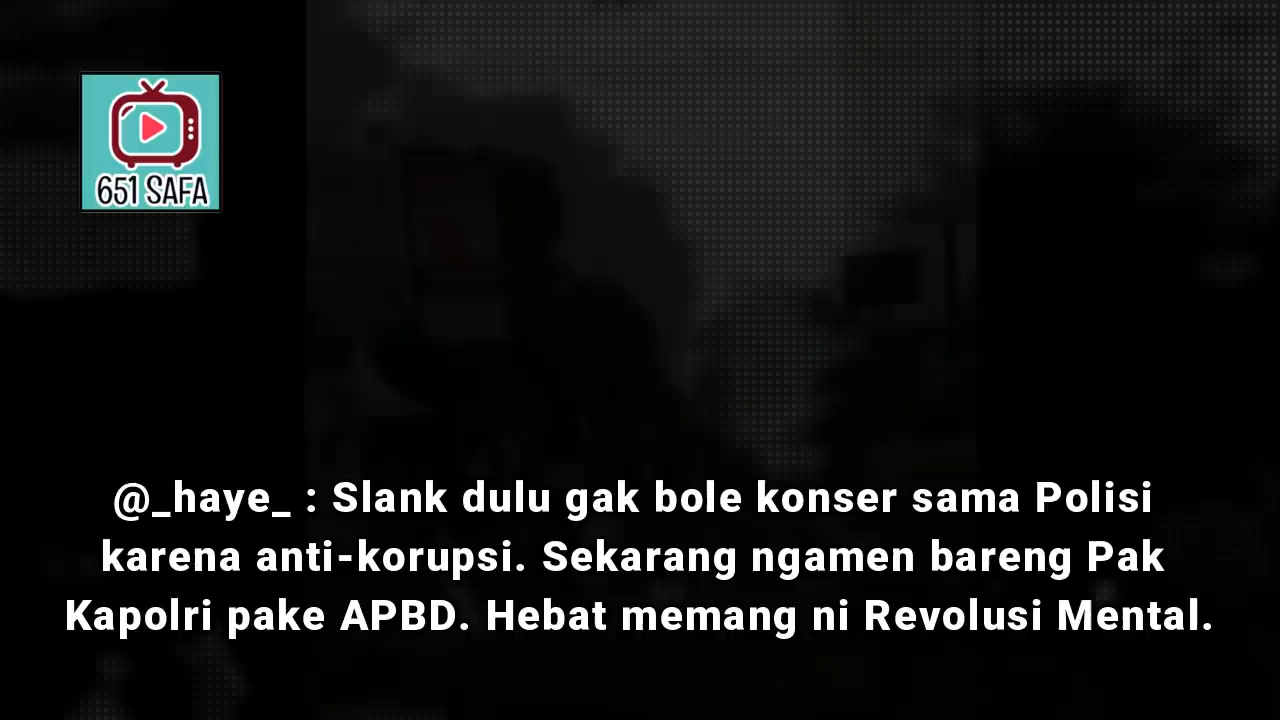 651 SAFA
@_haye_ : Slank dulu gak bole konser sama Polisi
karena anti-korupsi. Sekarang ngamen bareng Pak
Kapolri pake APBD. Hebat memang ni Revolusi Mental.